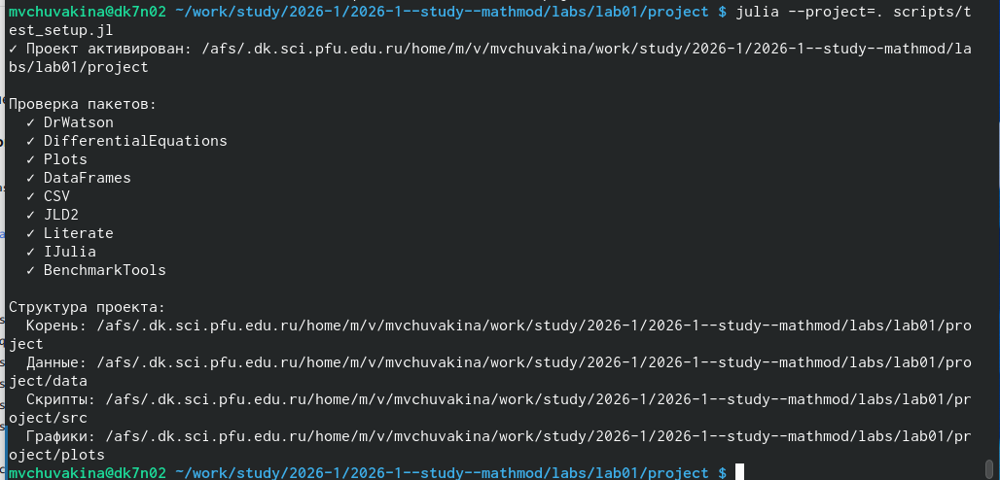 mvchuvakina@dk7n02 ~/work/study/2026-1/2026-1--study--mathmod/labs/lab01/project $ julia --project=. scripts/t
est_setup.jl
✓ Проект активирован: /afs/.dk.sci.pfu.edu.ru/home/m/v/mvchuvakina/work/study/2026-1/2026-1--study--mathmod/la
bs/lab01/project

Проверка пакетов:
  ✓ DrWatson
  ✓ DifferentialEquations
  ✓ Plots
  ✓ DataFrames
  ✓ CSV
  ✓ JLD2
  ✓ Literate
  ✓ IJulia
  ✓ BenchmarkTools

Структура проекта:
  Корень: /afs/.dk.sci.pfu.edu.ru/home/m/v/mvchuvakina/work/study/2026-1/2026-1--study--mathmod/labs/lab01/pro
ject
  Данные: /afs/.dk.sci.pfu.edu.ru/home/m/v/mvchuvakina/work/study/2026-1/2026-1--study--mathmod/labs/lab01/pro
ject/data
  Скрипты: /afs/.dk.sci.pfu.edu.ru/home/m/v/mvchuvakina/work/study/2026-1/2026-1--study--mathmod/labs/lab01/pr
oject/src
  Графики: /afs/.dk.sci.pfu.edu.ru/home/m/v/mvchuvakina/work/study/2026-1/2026-1--study--mathmod/labs/lab01/pr
oject/plots
mvchuvakina@dk7n02 ~/work/study/2026-1/2026-1--study--mathmod/labs/lab01/project $